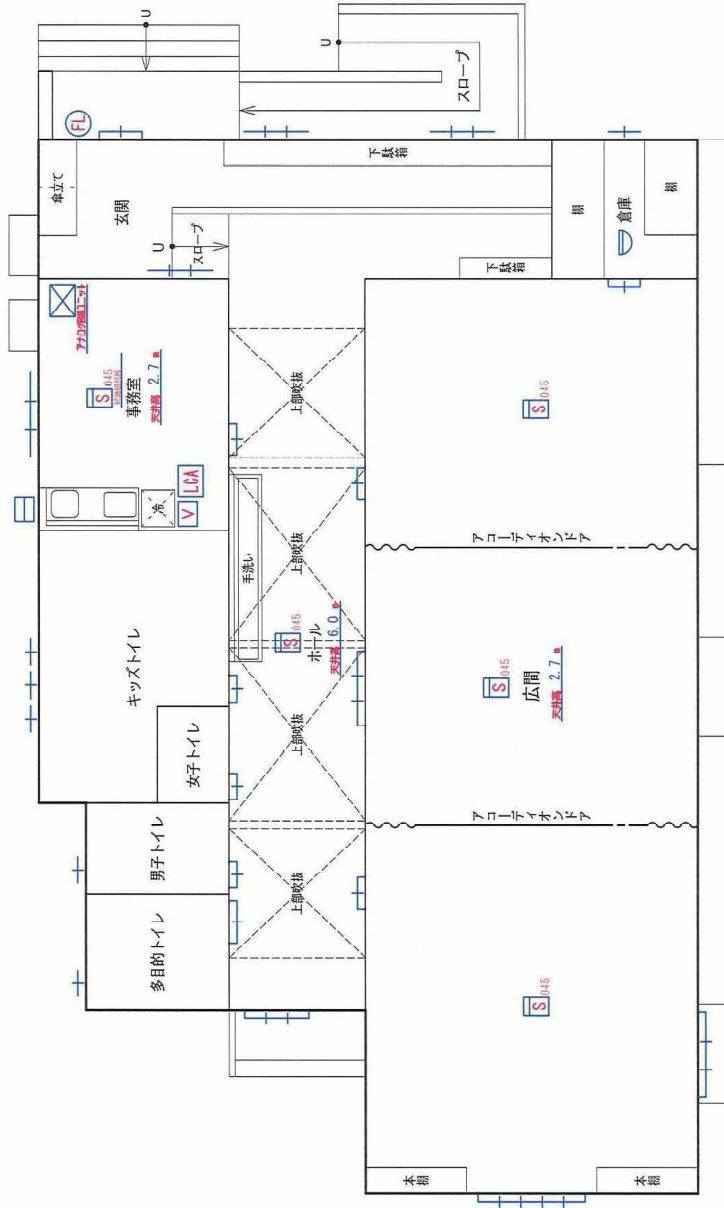 U
U
スロープ
FL
傘立て
玄関
下駄箱
U
スロープ
棚
倉庫
棚
下駄箱
アナログ回線ユニット
S 045
事務室
天井高 2.7 m
上部吹抜
S 045
冷
V
LCA
手洗い
上部吹抜
アコーディオンドア
キッズトイレ
S 045
ホール
天井高 6.0 m
S 045
広間
天井高 2.7 m
女子トイレ
上部吹抜
アコーディオンドア
男子トイレ
上部吹抜
多目的トイレ
S 045
本棚
本棚